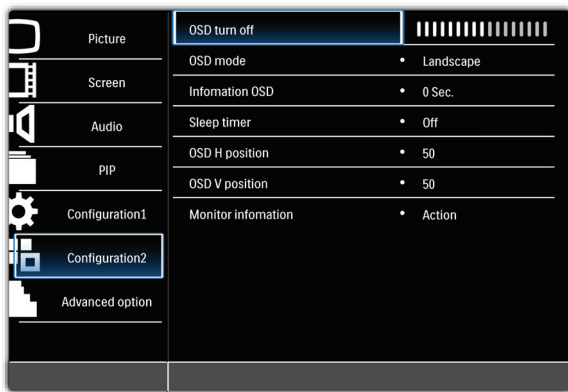 Picture
Screen
Audio
PIP
Configuration1
Configuration2
Advanced option
OSD turn off
OSD mode • Landscape
Infomation OSD • 0 Sec.
Sleep timer • Off
OSD H position • 50
OSD V position • 50
Monitor infomation • Action